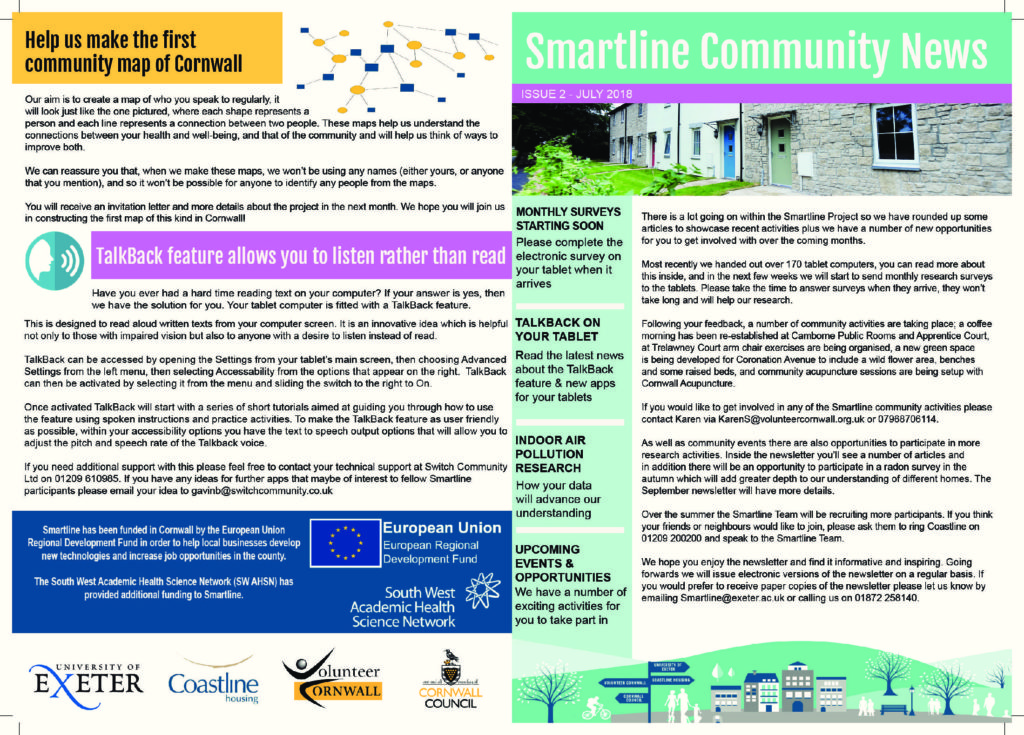 Help us make the first
community map of Cornwall
Our aim is to create a map of who you speak to regularly, it
will look just like the one pictured, where each shape represents a
person and each line represents a connection between two people. These maps help us understand the
connections between your health and well-being, and that of the community and will help us think of ways to
improve both.
We can reassure you that, when we make these maps, we won't be using any names (either yours, or anyone
that you mention), and so it won't be possible for anyone to identify any people from the maps.
You will receive an invitation letter and more details about the project in the next month. We hope you will join us
in constructing the first map of this kind in Cornwall!
TalkBack feature allows you to listen rather than read
Have you ever had a hard time reading text on your computer? If your answer is yes, then
we have the solution for you. Your tablet computer is fitted with a TalkBack feature.
This is designed to read aloud written texts from your computer screen. It is an innovative idea which is helpful
not only to those with impaired vision but also to anyone with a desire to listen instead of read.
TalkBack can be accessed by opening the Settings from your tablet's main screen, then choosing Advanced
Settings from the left menu, then selecting Accessability from the options that appear on the right. TalkBack
can then be activated by selecting it from the menu and sliding the switch to the right to On.
Once activated TalkBack will start with a series of short tutorials aimed at guiding you through how to use
the feature using spoken instructions and practice activities. To make the TalkBack feature as user friendly
as possible, within your accessibility options you have the text to speech output options that will allow you to
adjust the pitch and speech rate of the Talkback voice.
If you need additional support with this please feel free to contact your technical support at Switch Community
Ltd on 01209 610985. If you have any ideas for further apps that maybe of interest to fellow Smartline
participants please email your idea to gavinb@switchcommunity.co.uk
Smartline has been funded in Cornwall by the European Union
Regional Development Fund in order to help local businesses develop
new technologies and increase job opportunities in the county.
The South West Academic Health Science Network (SW AHSN) has
provided additional funding to Smartline.
European Union
European Regional
Development Fund
South West
Academic Health
Science Network
UNIVERSITY OF
EXETER
Coastline
housing
Volunteer
CORNWALL
CORNWALL
COUNCIL
Smartline Community News
ISSUE 2 - JULY 2018
MONTHLY SURVEYS
STARTING SOON
Please complete the
electronic survey on
your tablet when it
arrives
TALKBACK ON
YOUR TABLET
Read the latest news
about the TalkBack
feature & new apps
for your tablets
INDOOR AIR
POLLUTION
RESEARCH
How your data
will advance our
understanding
UPCOMING
EVENTS &
OPPORTUNITIES
We have a number of
exciting activities for
you to take part in
There is a lot going on within the Smartline Project so we have rounded up some
articles to showcase recent activities plus we have a number of new opportunities
for you to get involved with over the coming months.
Most recently we handed out over 170 tablet computers, you can read more about
this inside, and in the next few weeks we will start to send monthly research surveys
to the tablets. Please take the time to answer surveys when they arrive, they won't
take long and will help our research.
Following your feedback, a number of community activities are taking place; a coffee
morning has been re-established at Camborne Public Rooms and Apprentice Court,
at Trelawney Court arm chair exercises are being organised, a new green space
is being developed for Coronation Avenue to include a wild flower area, benches
and some raised beds, and community acupuncture sessions are being setup with
Cornwall Acupuncture.
If you would like to get involved in any of the Smartline community activities please
contact Karen via KarenS@volunteercornwall.org.uk or 07968706114.
As well as community events there are also opportunities to participate in more
research activities. Inside the newsletter you'll see a number of articles and
in addition there will be an opportunity to participate in a radon survey in the
autumn which will add greater depth to our understanding of different homes. The
September newsletter will have more details.
Over the summer the Smartline Team will be recruiting more participants. If you think
your friends or neighbours would like to join, please ask them to ring Coastline on
01209 200200 and speak to the Smartline Team.
We hope you enjoy the newsletter and find it informative and inspiring. Going
forwards we will issue electronic versions of the newsletter on a regular basis. If
you would prefer to receive paper copies of the newsletter please let us know by
emailing Smartline@exeter.ac.uk or calling us on 01872 258140.
UNIVERSITY OF
EXETER
COASTLINE HOUSING
VOLUNTEER CORNWALL
CORNWALL
COUNCIL